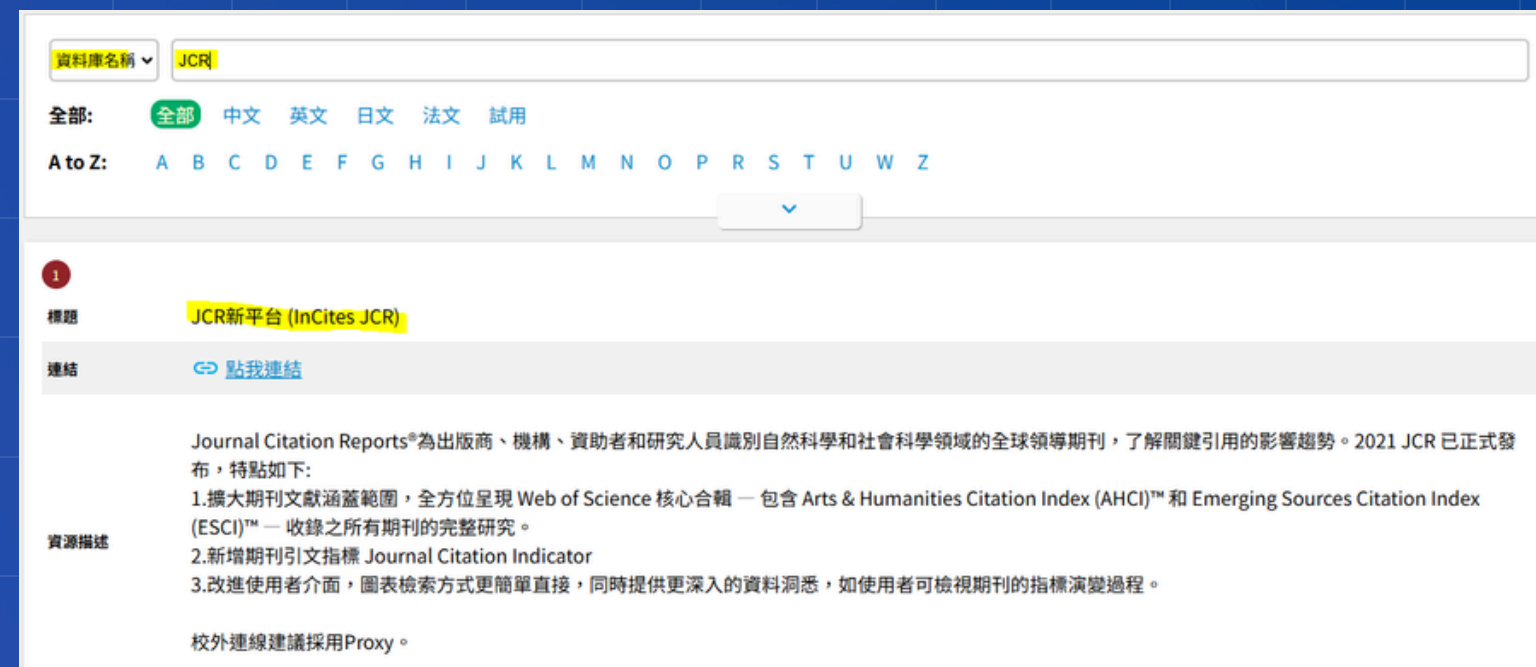 資料庫名稱 JCR
全部: 全部 中文 英文 日文 法文 試用
A to Z: A B C D E F G H I J K L M N O P R S T U W Z
1
標題 JCR新平台 (InCites JCR)
連結 點我連結
Journal Citation Reports®為出版商、機構、資助者和研究人員識別自然科學和社會科學領域的全球領導期刊，了解關鍵引用的影響趨勢。2021 JCR 已正式發
布，特點如下:
1.擴大期刊文獻涵蓋範圍，全方位呈現 Web of Science 核心合輯 — 包含 Arts & Humanities Citation Index (AHCI)™ 和 Emerging Sources Citation Index
(ESCI)™ — 收錄之所有期刊的完整研究。
資源描述
2.新增期刊引文指標 Journal Citation Indicator
3.改進使用者介面，圖表檢索方式更簡單直接，同時提供更深入的資料洞悉，如使用者可檢視期刊的指標演變過程。
校外連線建議採用Proxy。